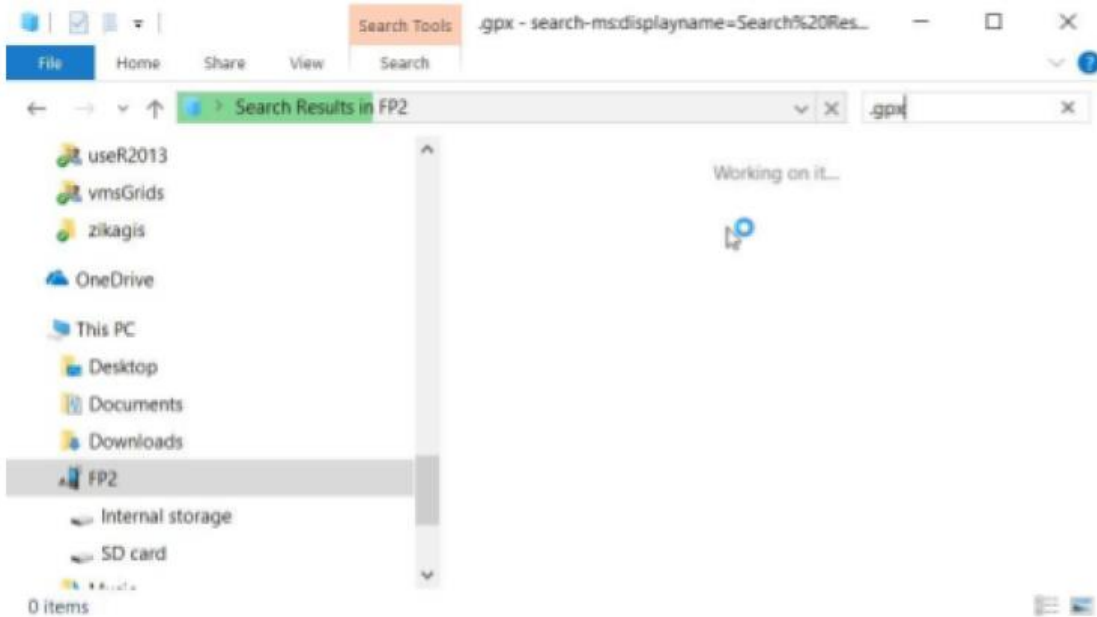 Search Tools .gpx - search-ms:displayname=Search%20Res...
File Home Share View Search
Search Results in FP2 .gpx
useR2013
Working on it...
vmsGrids
zikagis
OneDrive
This PC
Desktop
Documents
Downloads
FP2
Internal storage
SD card
Music
0 items